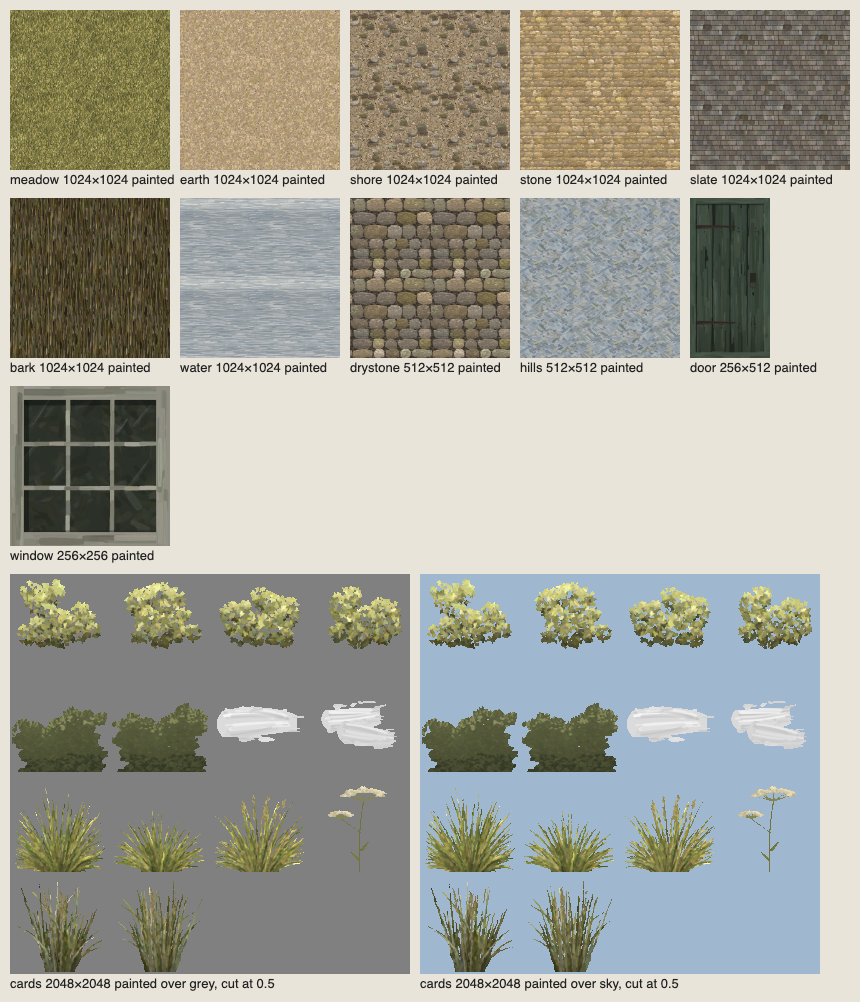 meadow 1024×1024 painted
earth 1024×1024 painted
shore 1024×1024 painted
stone 1024×1024 painted
slate 1024×1024 painted
bark 1024×1024 painted
water 1024×1024 painted
drystone 512×512 painted
hills 512×512 painted
door 256×512 painted
window 256×256 painted
cards 2048×2048 painted over grey, cut at 0.5
cards 2048×2048 painted over sky, cut at 0.5